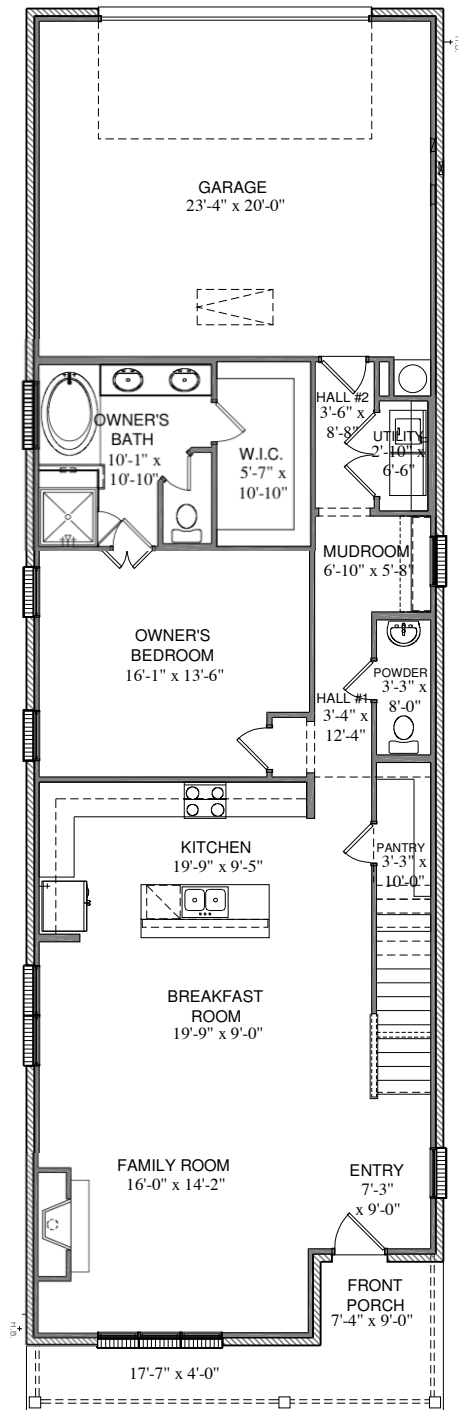 H.B.
GARAGE
23'-4" x 20'-0"
HALL #2
3'-6" x
8'-8"
UTILITY
2'-10" x
6'-6"
OWNER'S
BATH
10'-1" x
10'-10"
W.I.C.
5'-7" x
10'-10"
MUDROOM
6'-10" x 5'-8"
OWNER'S
BEDROOM
16'-1" x 13'-6"
POWDER
3'-3" x
8'-0"
HALL #1
3'-4" x
12'-4"
KITCHEN
19'-9" x 9'-5"
PANTRY
3'-3" x
10'-0"
BREAKFAST
ROOM
19'-9" x 9'-0"
FAMILY ROOM
16'-0" x 14'-2"
ENTRY
7'-3"
x 9'-0"
FRONT
PORCH
7'-4" x 9'-0"
H.B.
17'-7" x 4'-0"